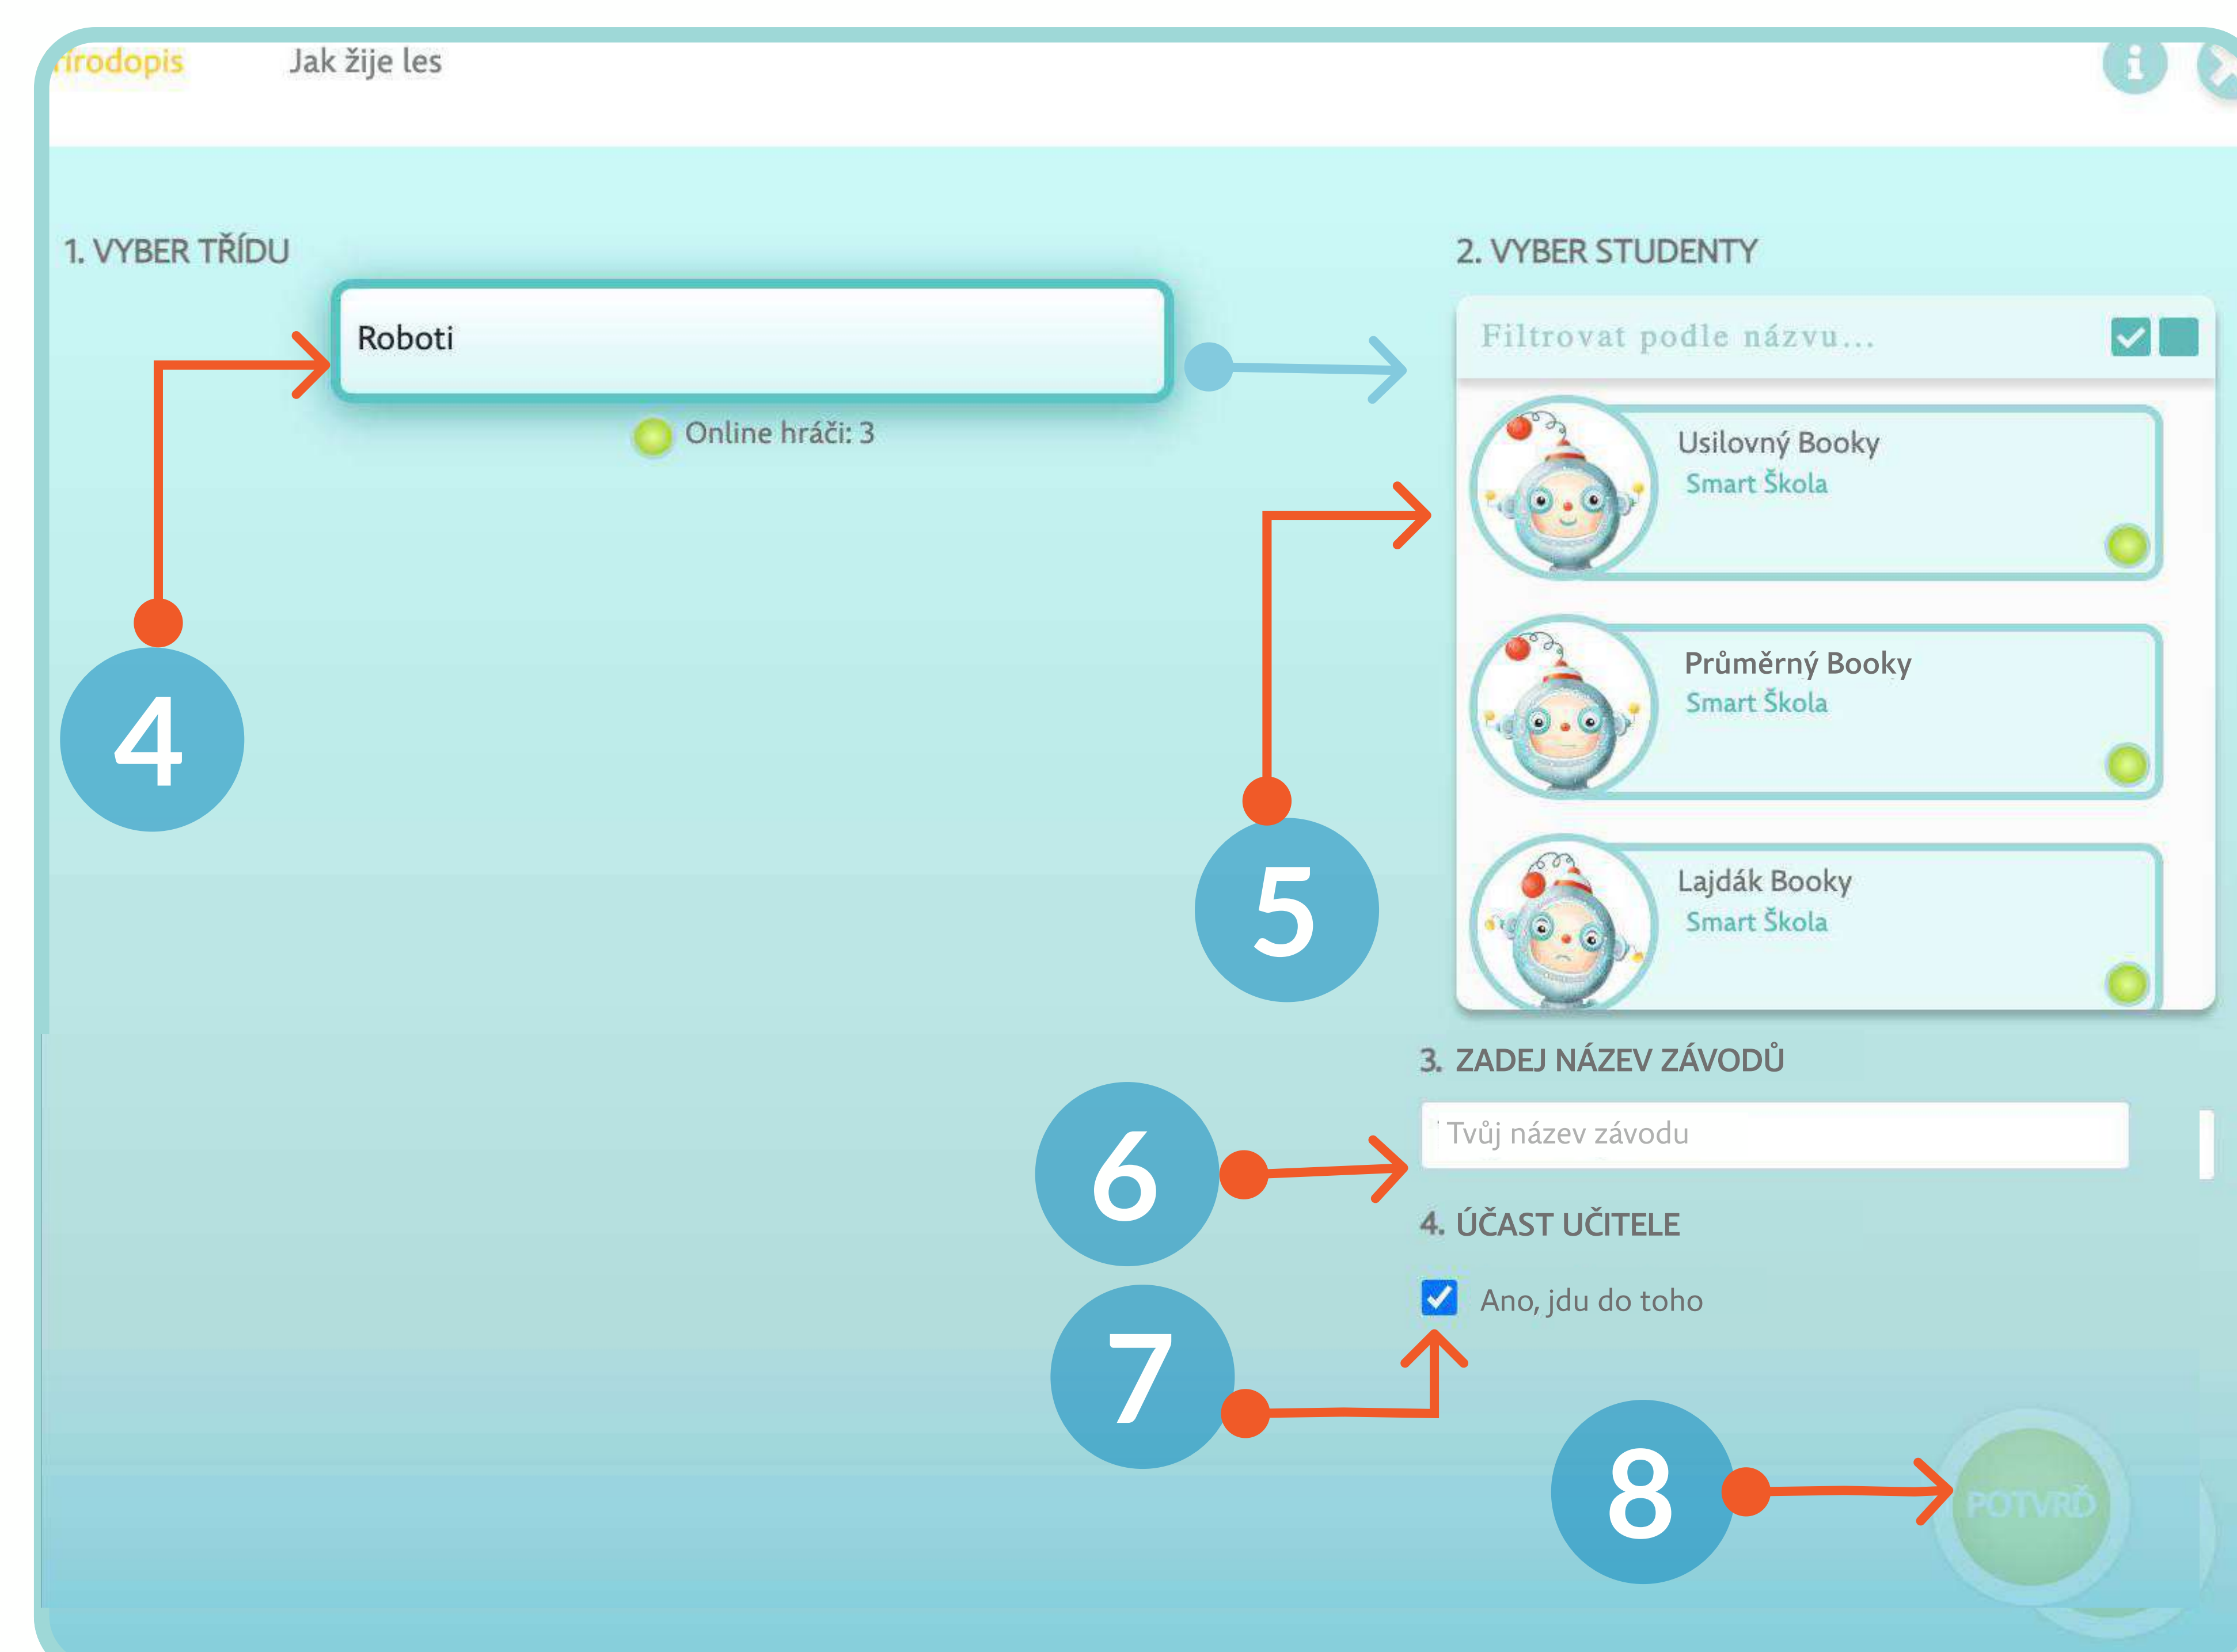 Jak žije les
1. VYBER TŘÍDU
Roboti
Online hráči: 3
4
2. VYBER STUDENTY
Filtrovat podle názvu...
Usilovný Booky
Smart Škola
Průměrný Booky
Smart Škola
Lajdák Booky
Smart Škola
5
3. ZADEJ NÁZEV ZÁVODŮ
Tvůj název závodu
6
4. ÚČAST UČITELE
Ano, jdu do toho
7
8
POTVRĎ